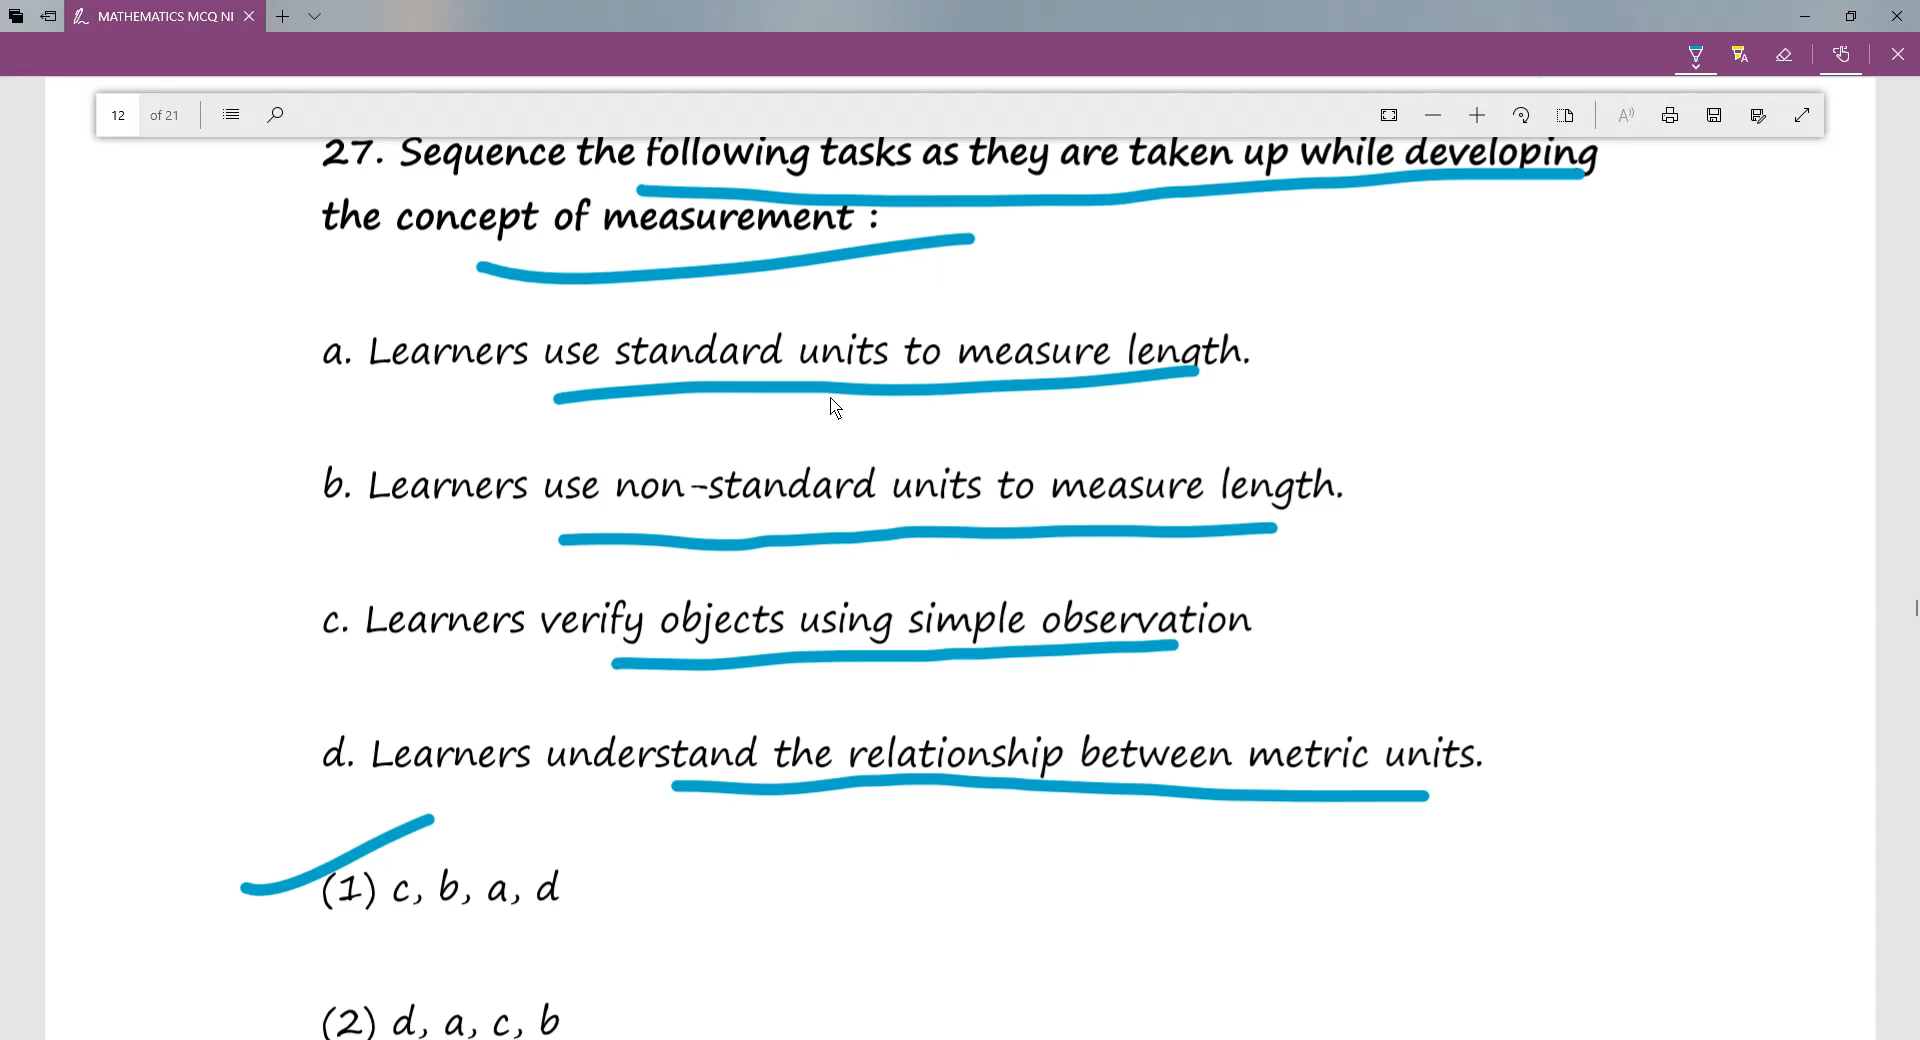 MATHEMATICS MCQ NI
12 of 21
27. Sequence the following tasks as they are taken up while developing
the concept of measurement :
a. Learners use standard units to measure length.
b. Learners use non-standard units to measure length.
c. Learners verify objects using simple observation
d. Learners understand the relationship between metric units.
(1) c, b, a, d
(2) d, a, c, b